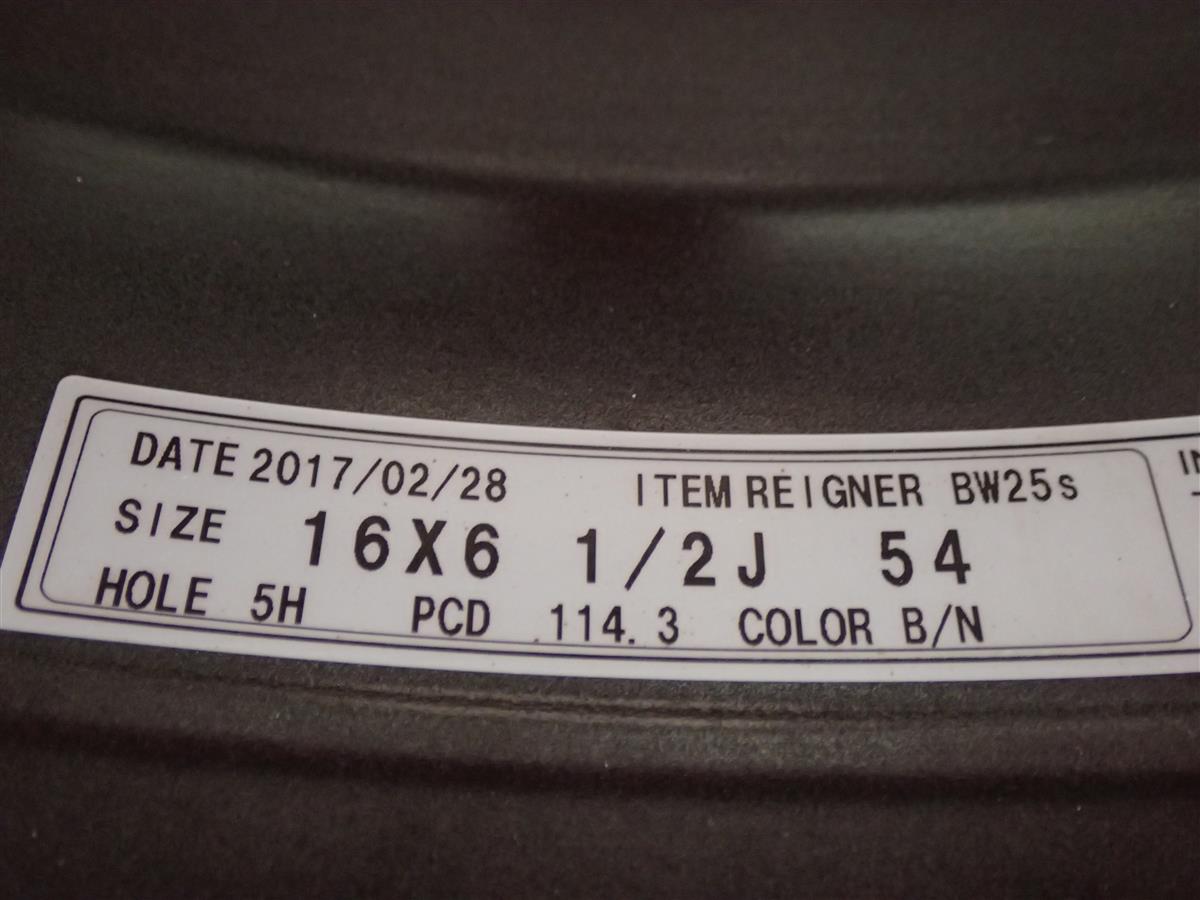 DATE 2017/02/28 ITEM REIGNER BW25s
SIZE 16X6 1/2J 54
HOLE 5H PCD 114.3 COLOR B/N